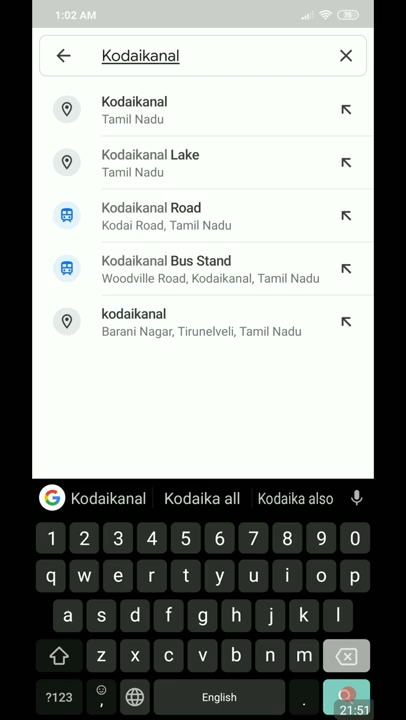 1:02 AM
Kodaikanal
Kodaikanal
Tamil Nadu
Kodaikanal Lake
Tamil Nadu
Kodaikanal Road
Kodai Road, Tamil Nadu
Kodaikanal Bus Stand
Woodville Road, Kodaikanal, Tamil Nadu
kodaikanal
Barani Nagar, Tirunelveli, Tamil Nadu
Kodaikanal Kodaika all Kodaika also
1 2 3 4 5 6 7 8 9 0
q w e r t y u i o p
a s d f g h j k l
z x c v b n m
?123 , English .
21:51